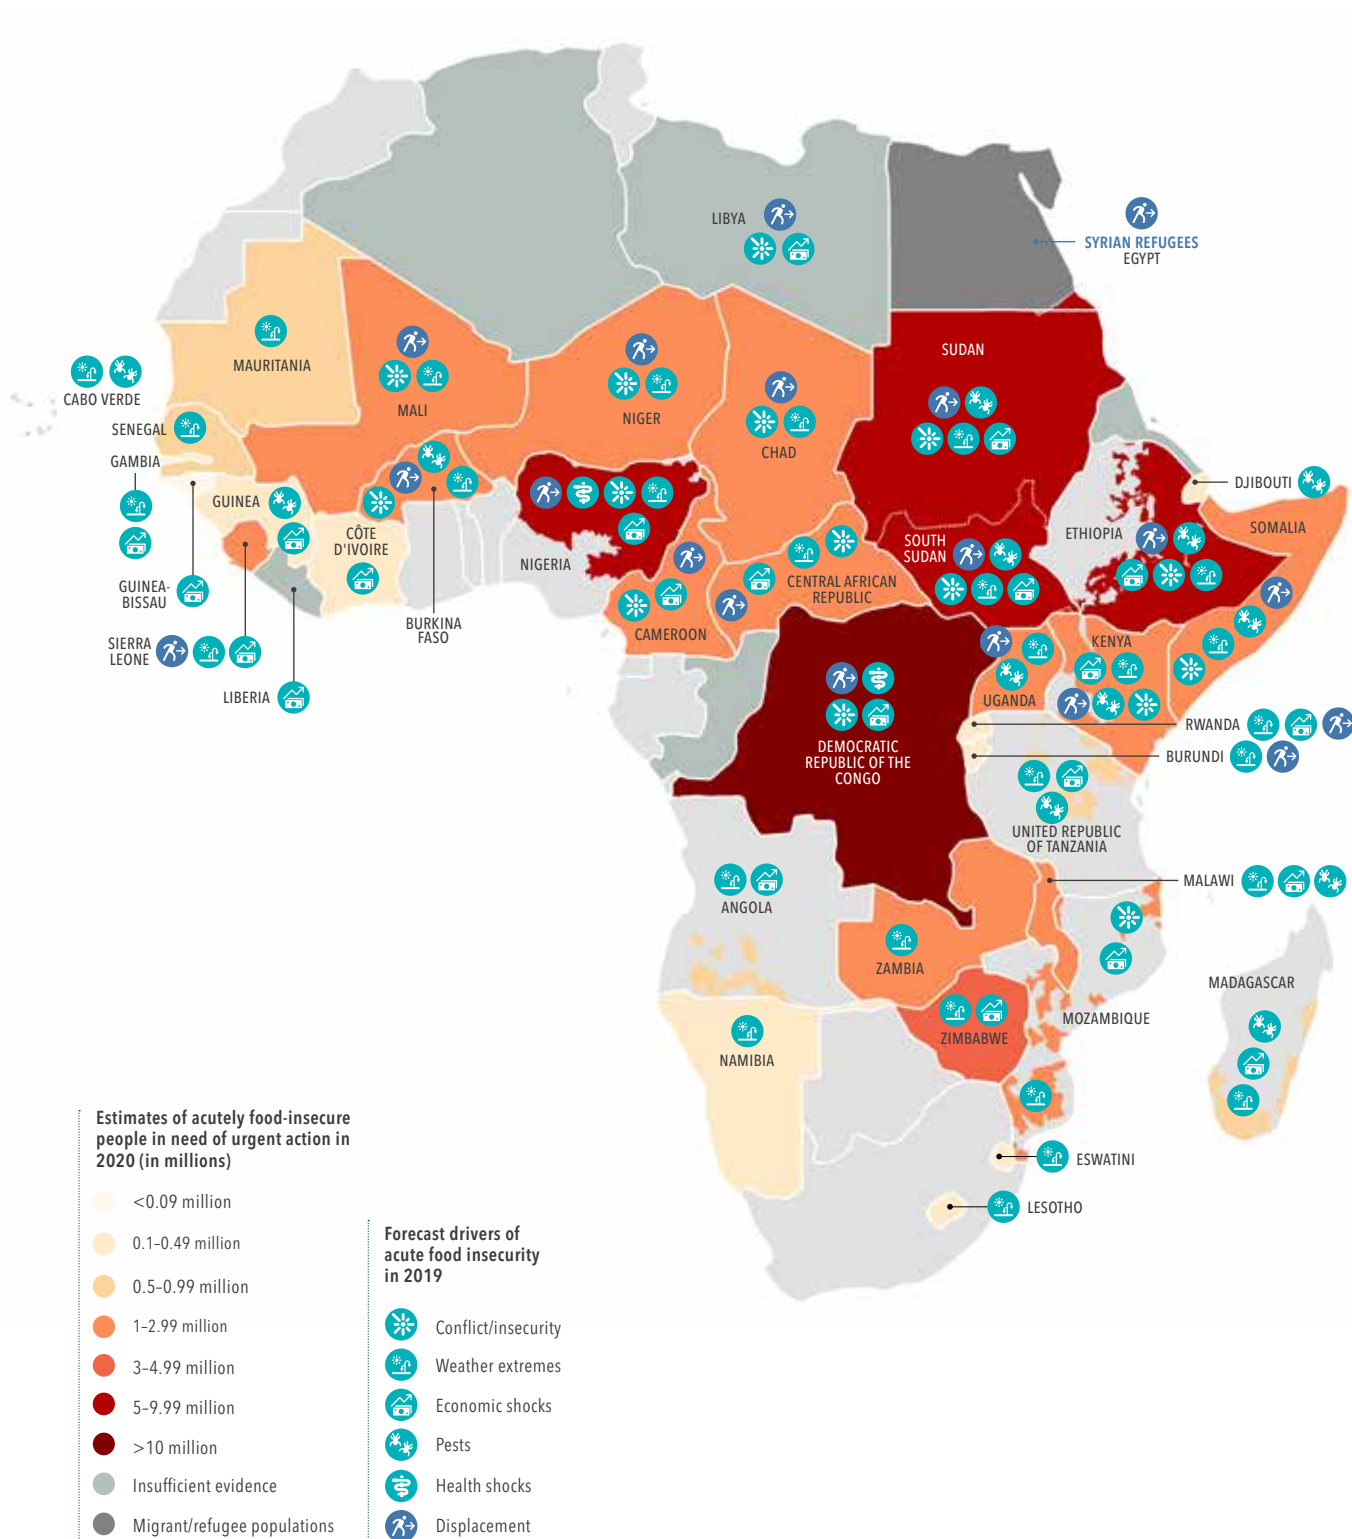 LIBYA
SYRIAN REFUGEES
EGYPT
MAURITANIA
MALI
NIGER
CHAD
SUDAN
CABO VERDE
SENEGAL
GAMBIA
GUINEA
CÔTE
D'IVOIRE
GUINEA-
BISSAU
SIERRA
LEONE
LIBERIA
BURKINA
FASO
NIGERIA
CAMEROON
CENTRAL AFRICAN
REPUBLIC
SOUTH
SUDAN
ETHIOPIA
DJIBOUTI
SOMALIA
UGANDA
KENYA
RWANDA
BURUNDI
DEMOCRATIC
REPUBLIC OF THE
CONGO
UNITED REPUBLIC
OF TANZANIA
MALAWI
ANGOLA
ZAMBIA
MOZAMBIQUE
MADAGASCAR
ZIMBABWE
NAMIBIA
ESWATINI
LESOTHO
Estimates of acutely food-insecure
people in need of urgent action in
2020 (in millions)
<0.09 million
0.1–0.49 million
0.5–0.99 million
1–2.99 million
3–4.99 million
5–9.99 million
>10 million
Insufficient evidence
Migrant/refugee populations
Forecast drivers of
acute food insecurity
in 2019
Conflict/insecurity
Weather extremes
Economic shocks
Pests
Health shocks
Displacement